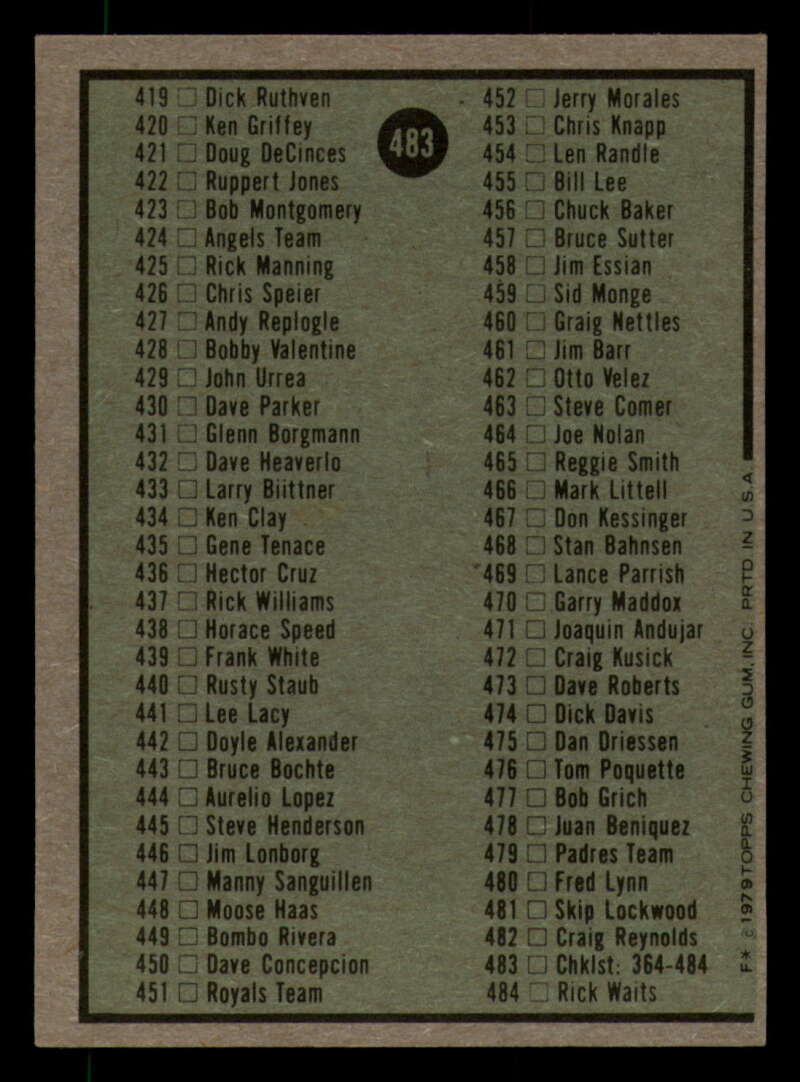 419 Dick Ruthven
420 Ken Griffey
421 Doug DeCinces
422 Ruppert Jones
423 Bob Montgomery
424 Angels Team
425 Rick Manning
426 Chris Speier
427 Andy Replogle
428 Bobby Valentine
429 John Urrea
430 Dave Parker
431 Glenn Borgmann
432 Dave Heaverlo
433 Larry Biittner
434 Ken Clay
435 Gene Tenace
436 Hector Cruz
437 Rick Williams
438 Horace Speed
439 Frank White
440 Rusty Staub
441 Lee Lacy
442 Doyle Alexander
443 Bruce Bochte
444 Aurelio Lopez
445 Steve Henderson
446 Jim Lonborg
447 Manny Sanguillen
448 Moose Haas
449 Bombo Rivera
450 Dave Concepcion
451 Royals Team
483
452 Jerry Morales
453 Chris Knapp
454 Len Randle
455 Bill Lee
456 Chuck Baker
457 Bruce Sutter
458 Jim Essian
459 Sid Monge
460 Graig Nettles
461 Jim Barr
462 Otto Velez
463 Steve Comer
464 Joe Nolan
465 Reggie Smith
466 Mark Littell
467 Don Kessinger
468 Stan Bahnsen
469 Lance Parrish
470 Garry Maddox
471 Joaquin Andujar
472 Craig Kusick
473 Dave Roberts
474 Dick Davis
475 Dan Driessen
476 Tom Poquette
477 Bob Grich
478 Juan Beniquez
479 Padres Team
480 Fred Lynn
481 Skip Lockwood
482 Craig Reynolds
483 Chklst: 364-484
484 Rick Waits
F* © 1979 TOPPS CHEWING GUM, INC. PRTD IN U.S.A.